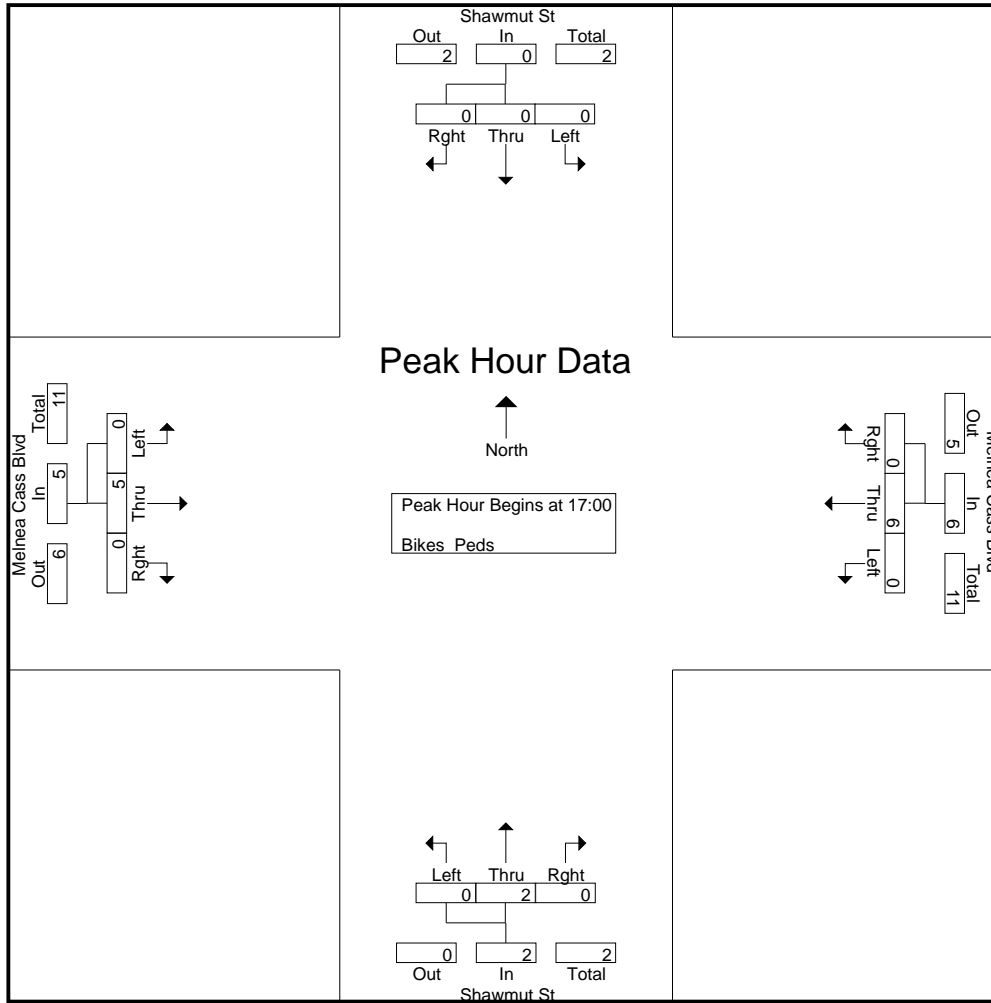 Shawmut St
Out In Total
2 0 2
0 0 0
Rght Thru Left
Peak Hour Data
North
Peak Hour Begins at 17:00
Bikes Peds
Melnea Cass Blvd
Out In Total
6 5 11
0 5 0
Left Thru Rght
Melnea Cass Blvd
Out In Total
5 6 11
0 6 0
Rght Thru Left
Left Thru Rght
0 2 0
0 2 2
Out In Total
Shawmut St